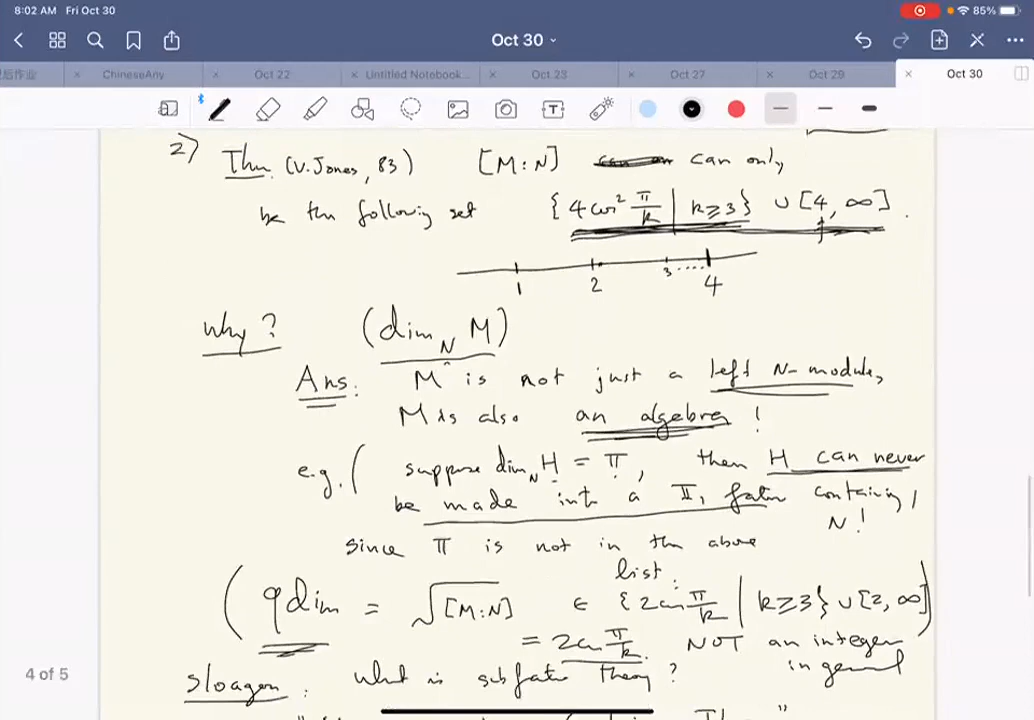 8:02 AM Fri Oct 30
85%
Oct 30
ChineseAny
Oct 22
Untitled Notebook...
Oct 23
Oct 27
Oct 29
Oct 30
2) Thm (V. Jones, 83) [M:N] can only
be the following set {4cos² π/k | k≥3} ∪ [4, ∞].
1 2 3 ..... 4
Why? (dim_N M)
Ans: M is not just a left N-module,
M is also an algebra!
e.g. ( suppose dim_N H = π, then H can never
be made into a II₁ factor containing
N!
since π is not in the above
list.
( qdim = √[M:N] ∈ {2cos π/k | k≥3} ∪ [2, ∞] )
= 2cos π/k. NOT an integer
in general
4 of 5
sloagen: What is subfactor theory?